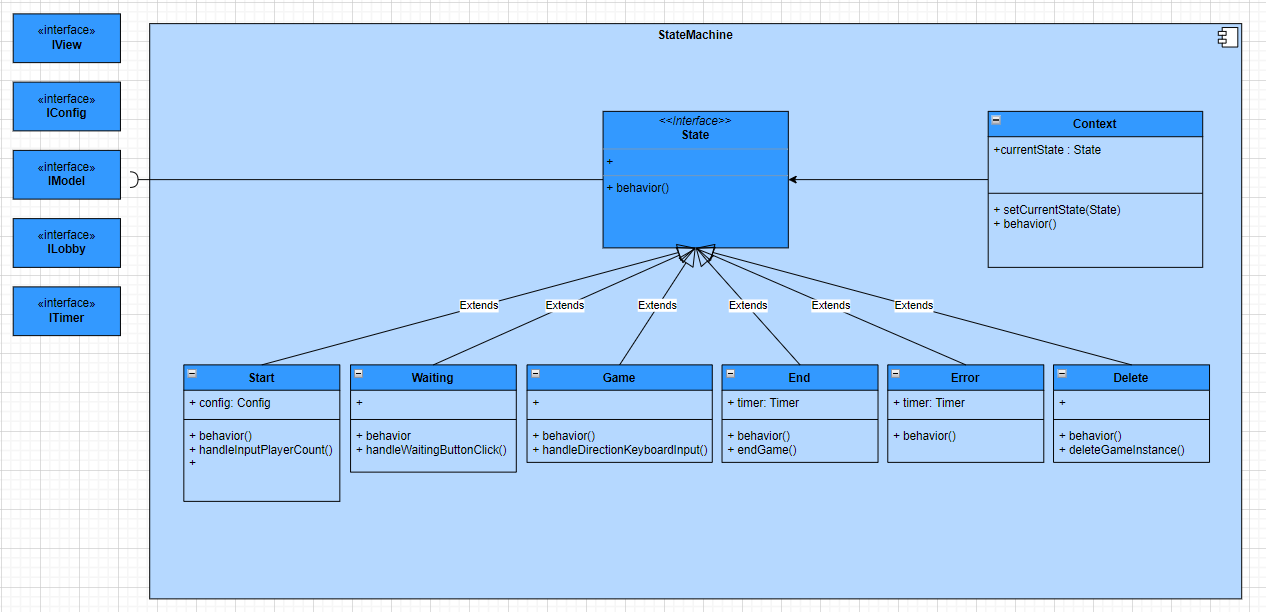 «interface»
IView
«interface»
IConfig
«interface»
IModel
«interface»
ILobby
«interface»
ITimer
StateMachine
<<Interface>>
State
+
+ behavior()
Context
+currentState : State
+ setCurrentState(State)
+ behavior()
Extends
Extends
Extends
Extends
Extends
Extends
Start
+ config: Config
+ behavior()
+ handleInputPlayerCount()
+
Waiting
+
+ behavior
+ handleWaitingButtonClick()
Game
+
+ behavior()
+ handleDirectionKeyboardInput()
End
+ timer: Timer
+ behavior()
+ endGame()
Error
+ timer: Timer
+ behavior()
Delete
+
+ behavior()
+ deleteGameInstance()